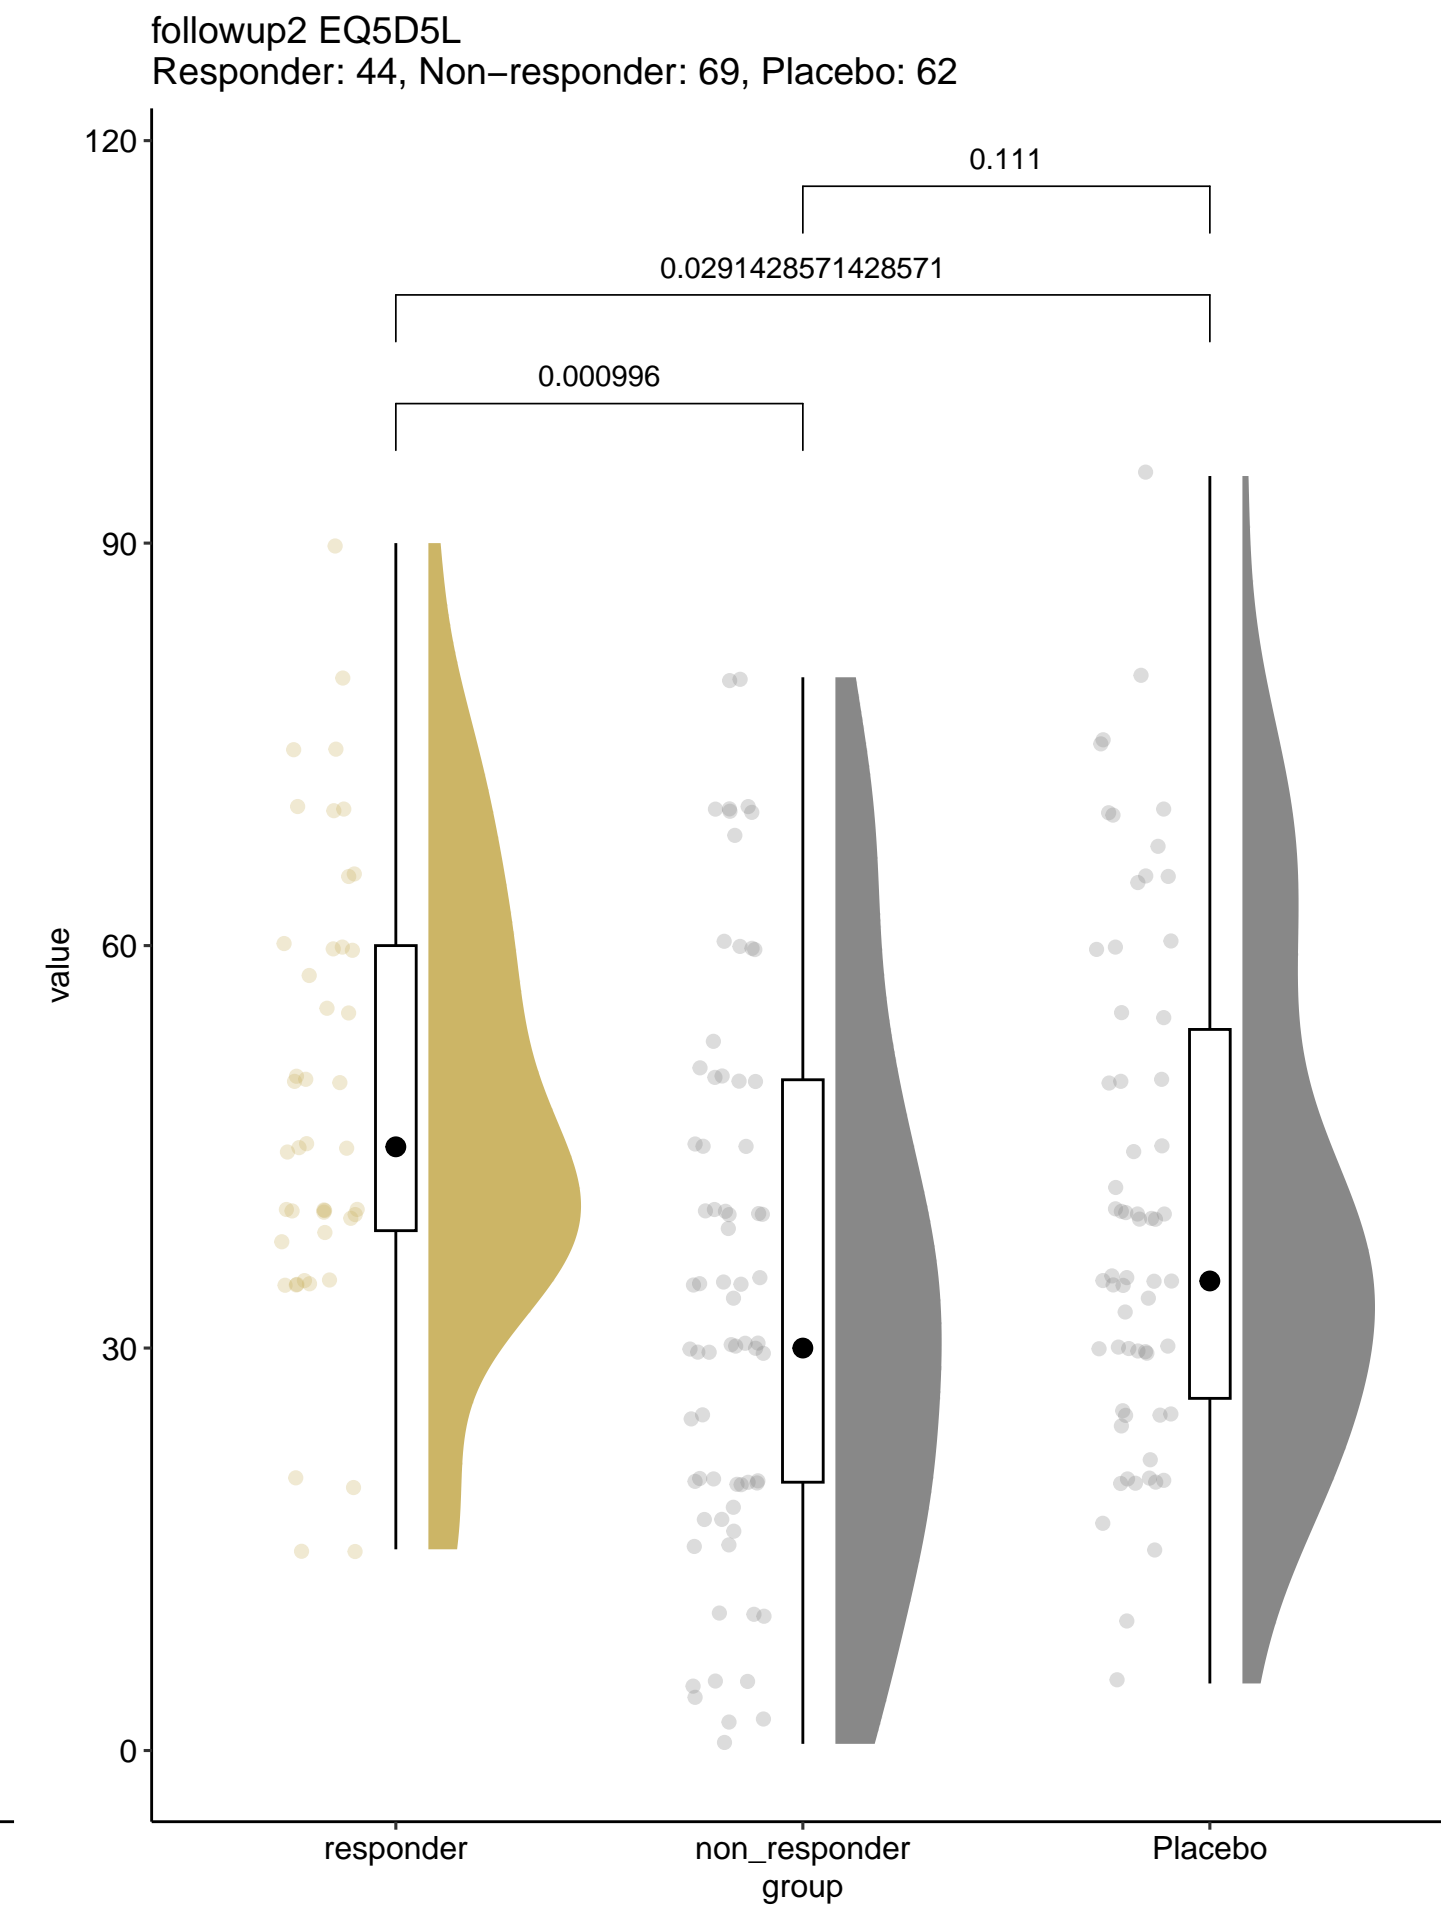 followup2 EQ5D5L
Responder: 44, Non−responder: 69, Placebo: 62
120
90
60
30
0
value
0.111
0.0291428571428571
0.000996
responder
non_responder
Placebo
group